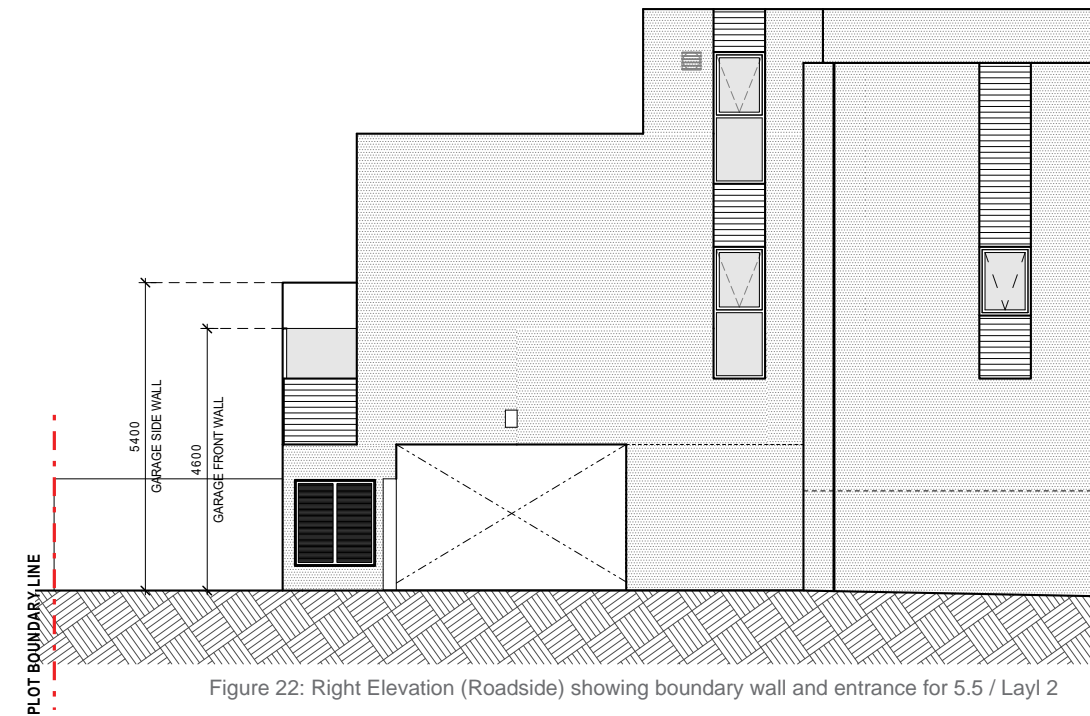 5400
GARAGE SIDE WALL
4600
GARAGE FRONT WALL
PLOT BOUNDARY LINE
Figure 22: Right Elevation (Roadside) showing boundary wall and entrance for 5.5 / Layl 2